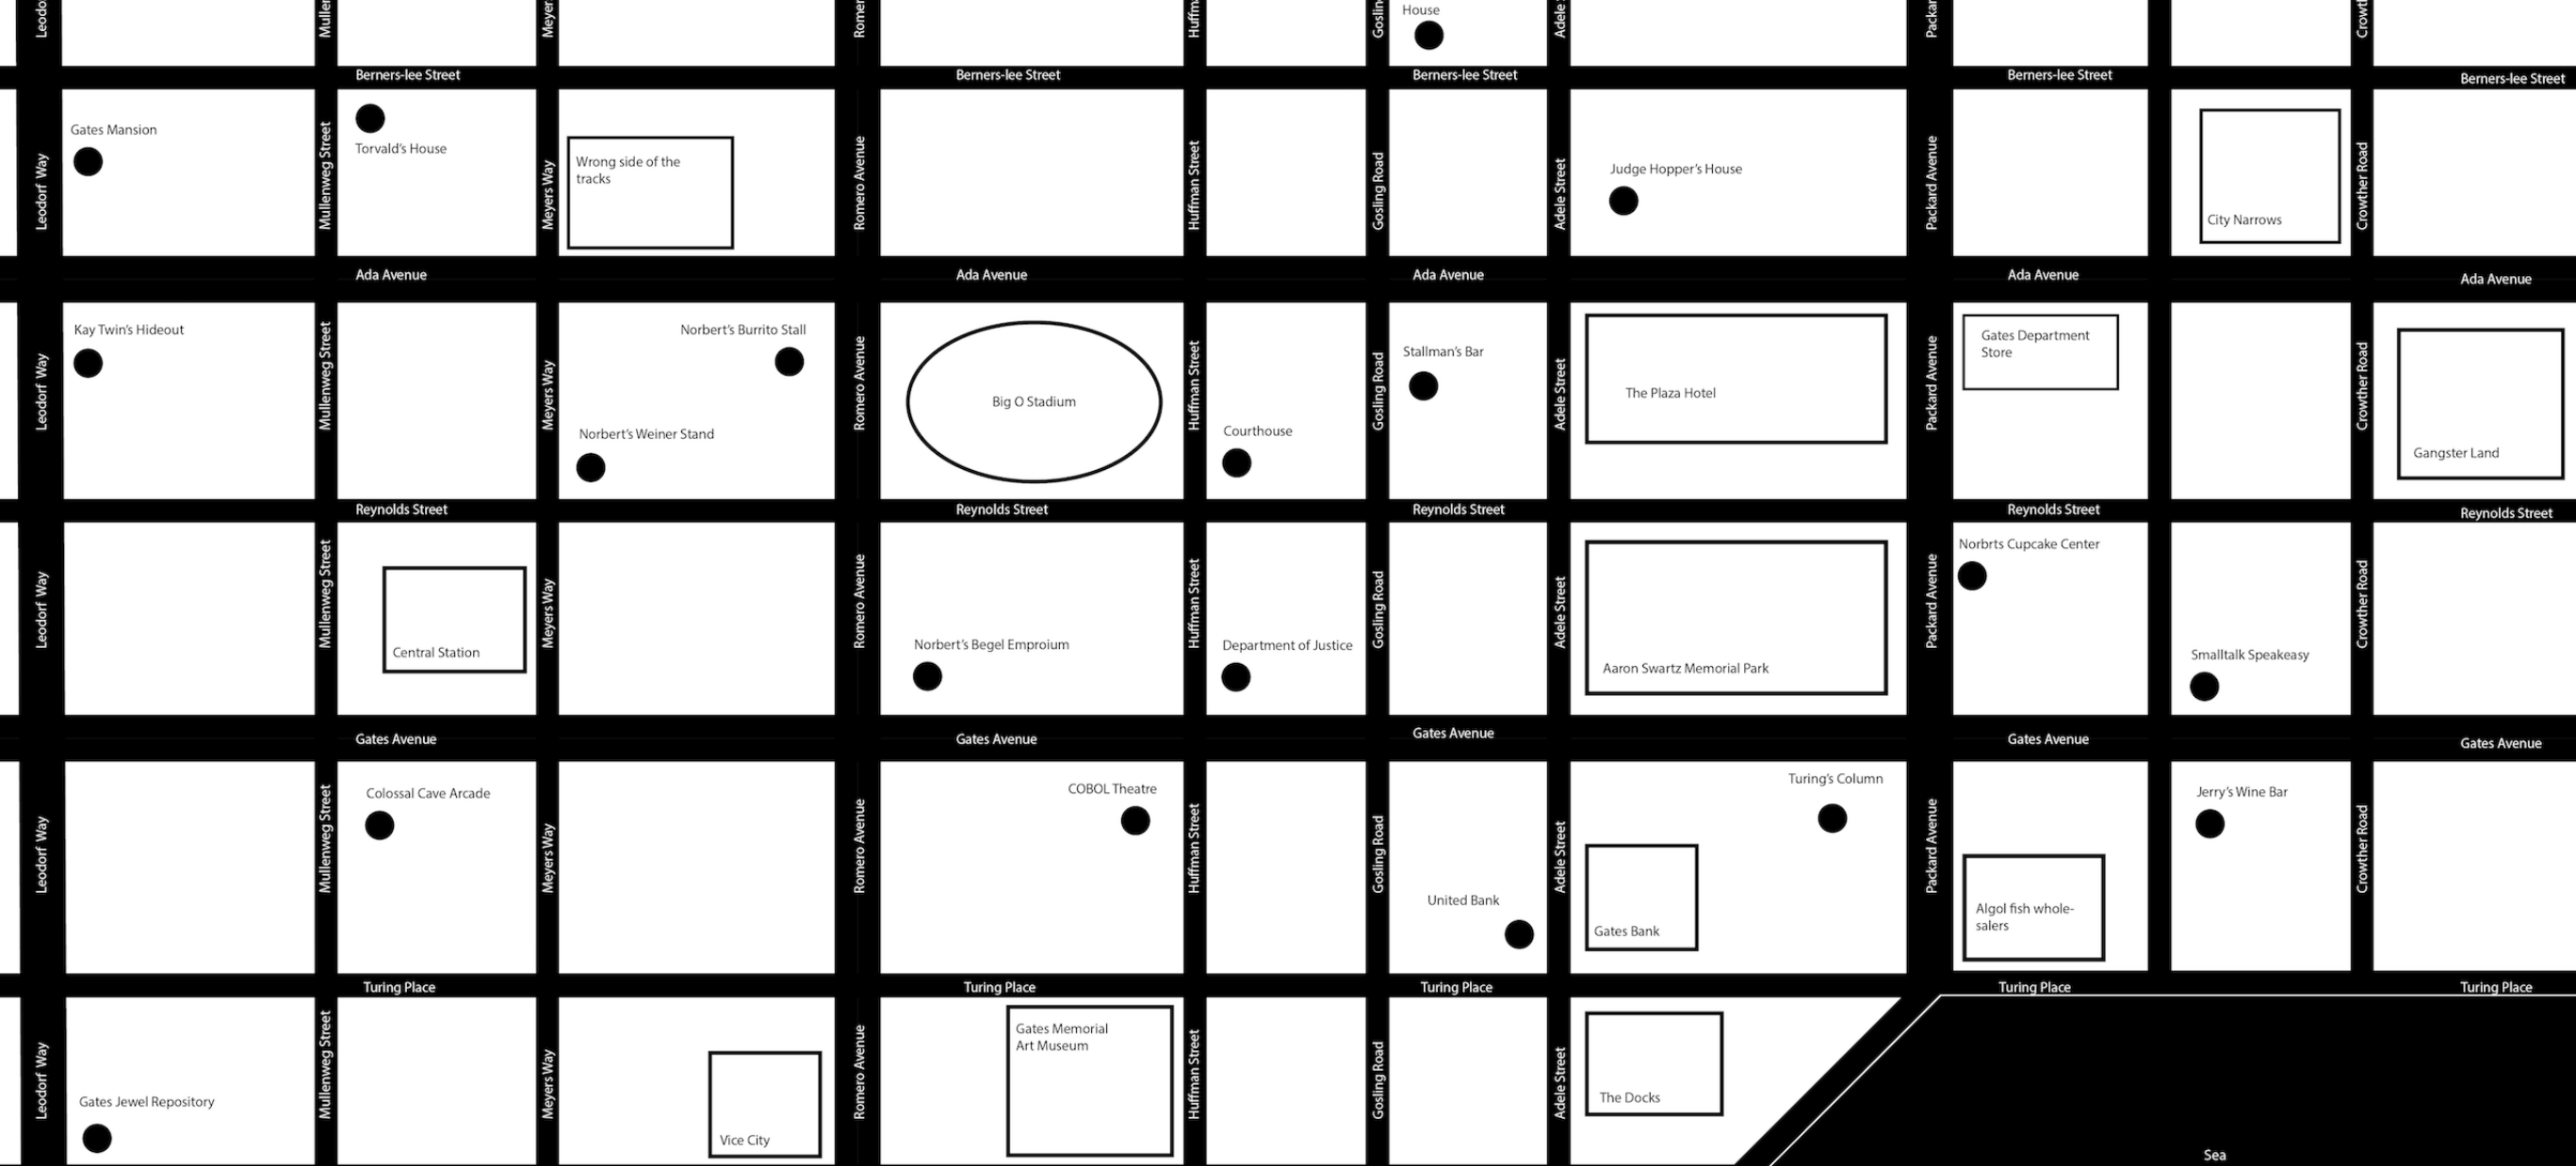 House
Leodo
Muller
Meyer
Romer
Huffm
Goslin
Adele S
Packar
Crowth
Berners-lee Street
Berners-lee Street
Berners-lee Street
Berners-lee Street
Berners-lee Street
Gates Mansion
Torvald's House
Wrong side of the
tracks
Judge Hopper's House
City Narrows
Leodorf Way
Mullenweg Street
Meyers Way
Romero Avenue
Huffman Street
Gosling Road
Adele Street
Packard Avenue
Crowther Road
Ada Avenue
Ada Avenue
Ada Avenue
Ada Avenue
Ada Avenue
Kay Twin's Hideout
Norbert's Burrito Stall
Norbert's Weiner Stand
Big O Stadium
Courthouse
Stallman's Bar
The Plaza Hotel
Gates Department
Store
Gangster Land
Leodorf Way
Mullenweg Street
Meyers Way
Romero Avenue
Huffman Street
Gosling Road
Adele Street
Packard Avenue
Crowther Road
Reynolds Street
Reynolds Street
Reynolds Street
Reynolds Street
Reynolds Street
Central Station
Norbert's Begel Emproium
Department of Justice
Aaron Swartz Memorial Park
Norbrts Cupcake Center
Smalltalk Speakeasy
Leodorf Way
Mullenweg Street
Meyers Way
Romero Avenue
Huffman Street
Gosling Road
Adele Street
Packard Avenue
Crowther Road
Gates Avenue
Gates Avenue
Gates Avenue
Gates Avenue
Gates Avenue
Colossal Cave Arcade
COBOL Theatre
United Bank
Gates Bank
Turing's Column
Algol fish whole-
salers
Jerry's Wine Bar
Leodorf Way
Mullenweg Street
Meyers Way
Romero Avenue
Huffman Street
Gosling Road
Adele Street
Packard Avenue
Crowther Road
Turing Place
Turing Place
Turing Place
Turing Place
Turing Place
Gates Jewel Repository
Vice City
Gates Memorial
Art Museum
The Docks
Leodorf Way
Mullenweg Street
Meyers Way
Romero Avenue
Huffman Street
Gosling Road
Adele Street
Sea